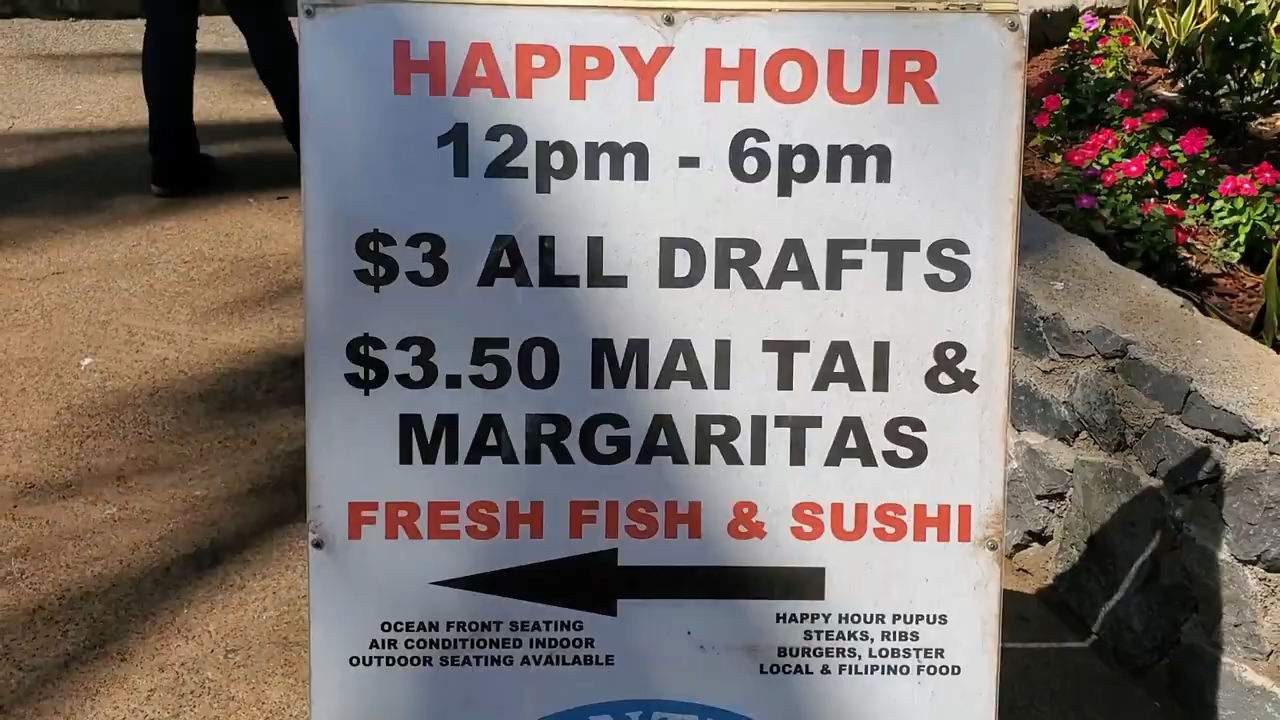 HAPPY HOUR
12pm - 6pm
$3 ALL DRAFTS
$3.50 MAI TAI &
MARGARITAS
FRESH FISH & SUSHI
OCEAN FRONT SEATING
AIR CONDITIONED INDOOR
OUTDOOR SEATING AVAILABLE
HAPPY HOUR PUPUS
STEAKS, RIBS
BURGERS, LOBSTER
LOCAL & FILIPINO FOOD